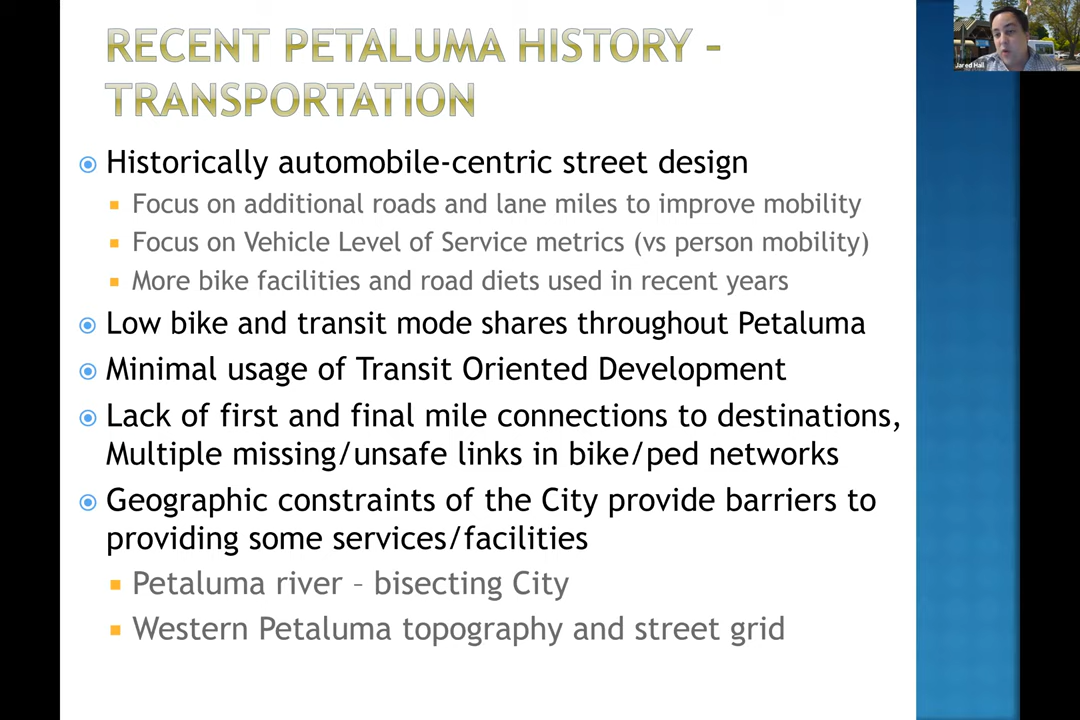 RECENT PETALUMA HISTORY –
TRANSPORTATION
Jared Hall
Historically automobile-centric street design
Focus on additional roads and lane miles to improve mobility
Focus on Vehicle Level of Service metrics (vs person mobility)
More bike facilities and road diets used in recent years
Low bike and transit mode shares throughout Petaluma
Minimal usage of Transit Oriented Development
Lack of first and final mile connections to destinations,
Multiple missing/unsafe links in bike/ped networks
Geographic constraints of the City provide barriers to
providing some services/facilities
Petaluma river – bisecting City
Western Petaluma topography and street grid